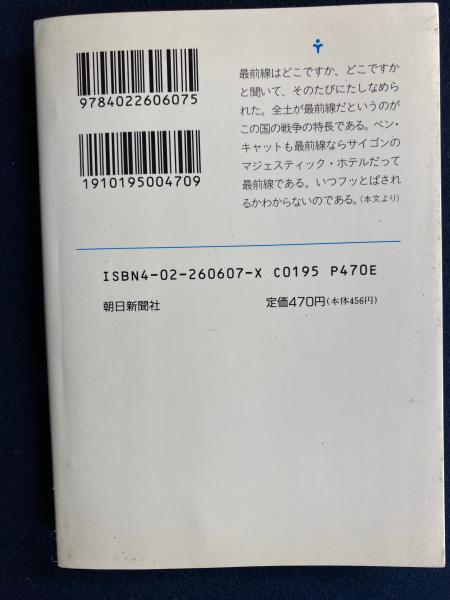 9784022606075
1910195004709
最前線はどこですか、どこですか
と聞いて、そのたびにたしなめら
れた。全土が最前線だというのが
この国の戦争の特長である。ベン・
キャットも最前線ならサイゴンの
マジェスティック・ホテルだって
最前線である。いつフッとばされ
るかわからないのである。(本文より)
ISBN4-02-260607-X C0195 P470E
朝日新聞社
定価470円(本体456円)